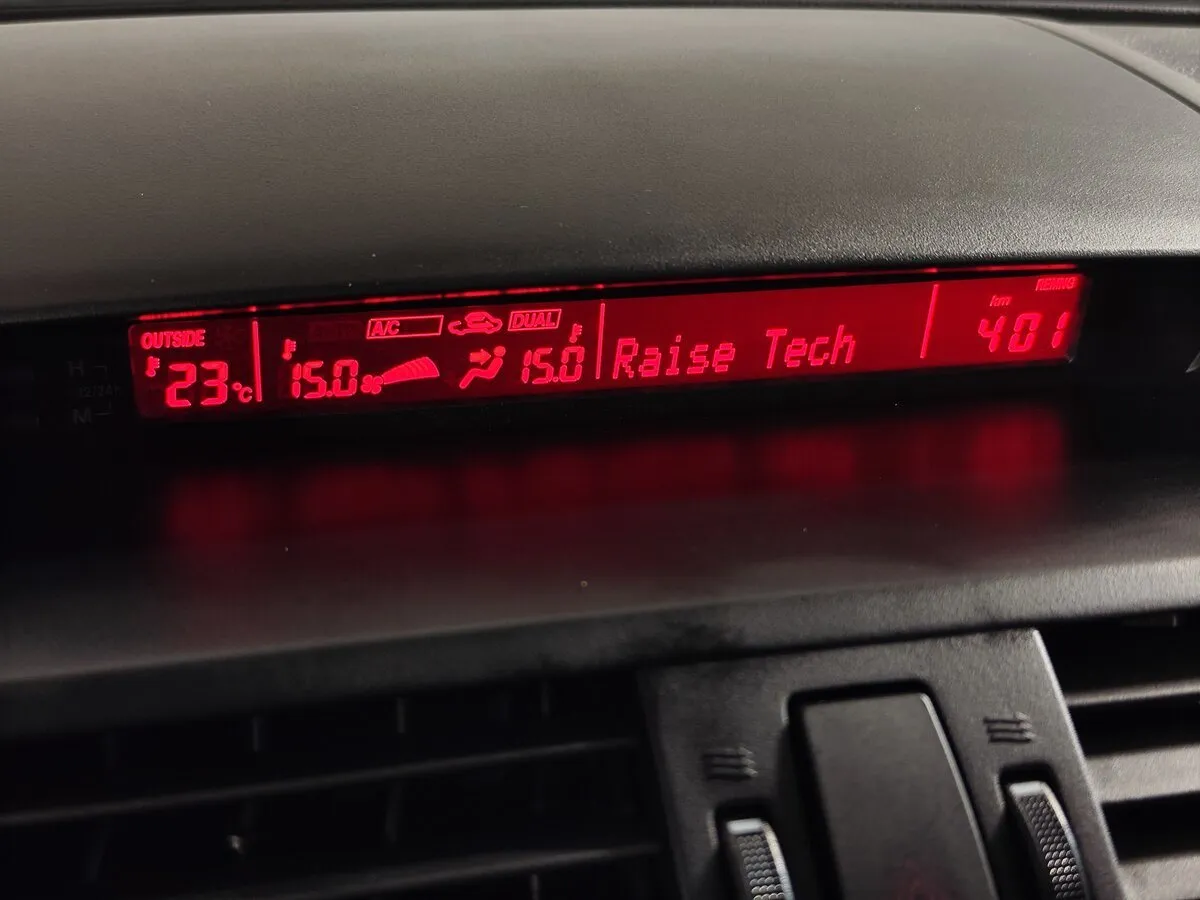 OUTSIDE
23°C
A/C DUAL
15.0
15.0
Raise Tech
REMNG
km
401
H
M